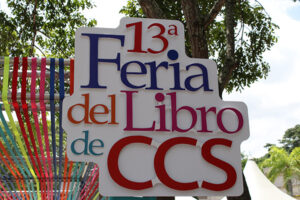 13ª
Feria
del Libro
de CCS